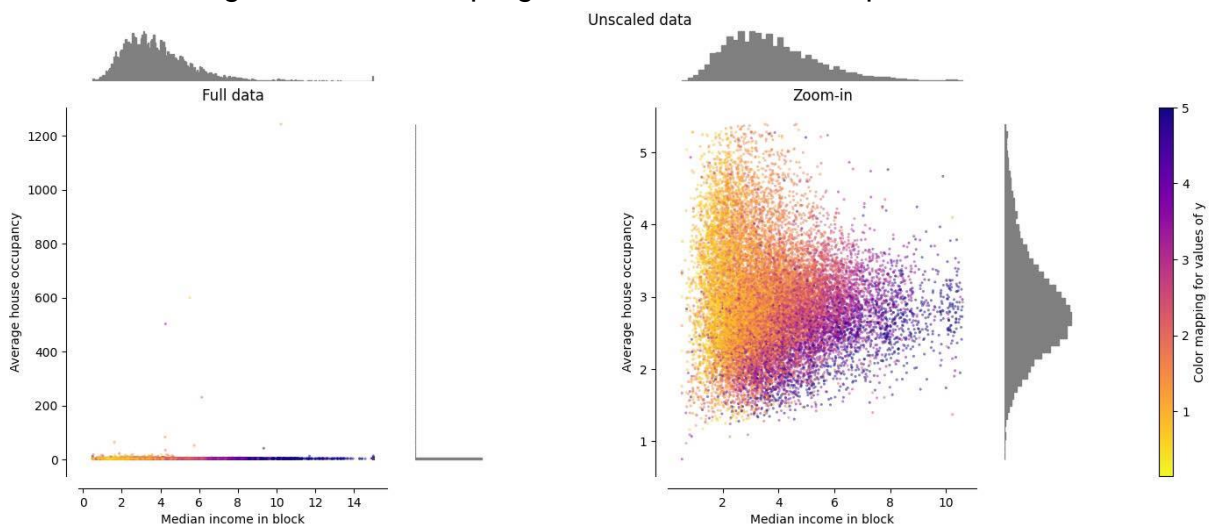 Unscaled data
Full data
1200
1000
800
600
400
200
0
Average house occupancy
0 2 4 6 8 10 12 14
Median income in block
Zoom-in
5
4
3
2
1
Average house occupancy
2 4 6 8 10
Median income in block
5
4
3
2
1
Color mapping for values of y